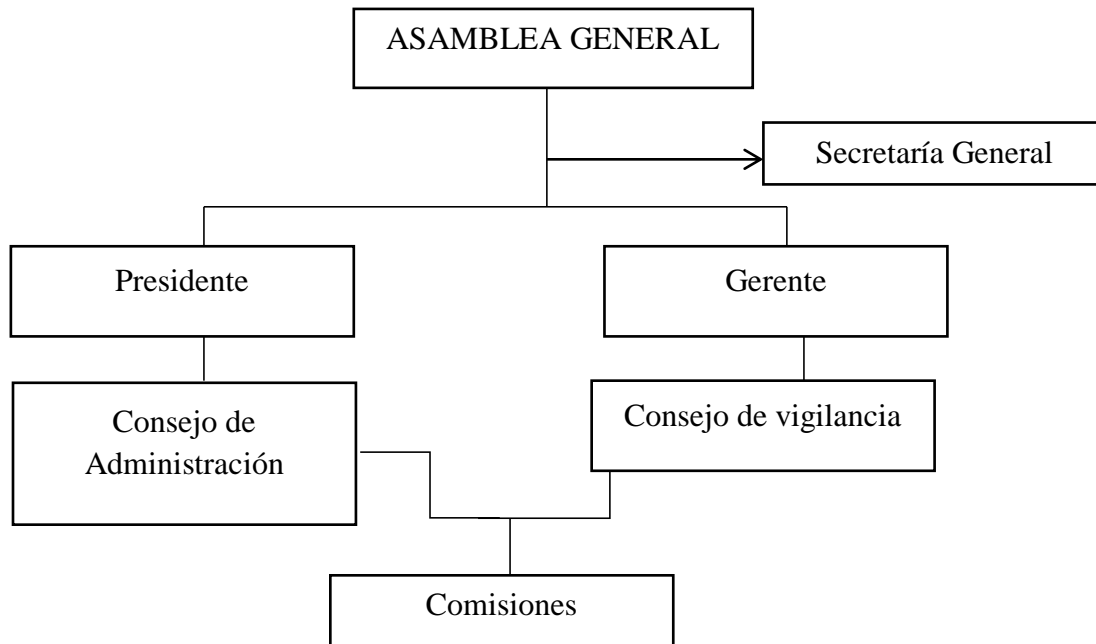 ASAMBLEA GENERAL
Secretaría General
Presidente
Gerente
Consejo de
Administración
Consejo de vigilancia
Comisiones